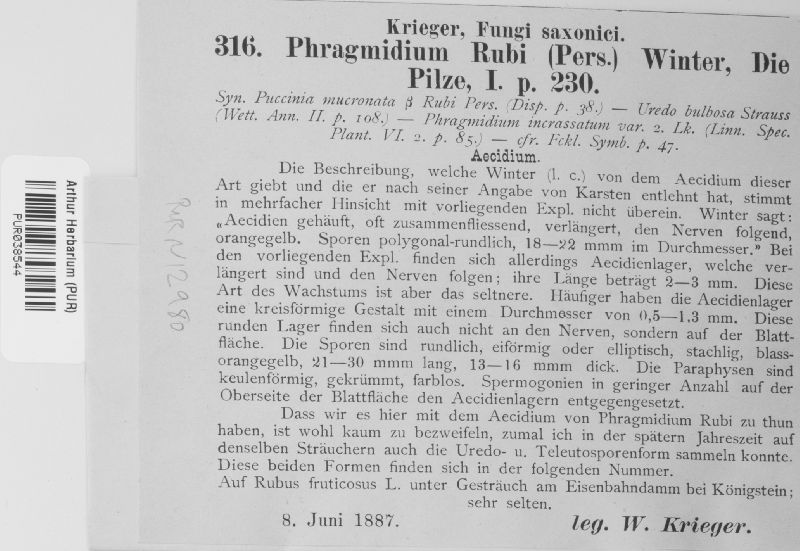 Krieger, Fungi saxonici.
316. Phragmidium Rubi (Pers.) Winter, Die
Pilze, I. p. 230.
Syn. Puccinia mucronata β Rubi Pers. (Disp. p. 38.) — Uredo bulbosa Strauss
(Wett. Ann. II. p. 108.) — Phragmidium incrassatum var. 2. Lk. (Linn. Spec.
Plant. VI. 2. p. 85.) — cfr. Fckl. Symb. p. 47.
Aecidium.
Die Beschreibung, welche Winter (l. c.) von dem Aecidium dieser
Art giebt und die er nach seiner Angabe von Karsten entlehnt hat, stimmt
in mehrfacher Hinsicht mit vorliegenden Expl. nicht überein. Winter sagt:
„Aecidien gehäuft, oft zusammenfliessend, verlängert, den Nerven folgend,
orangegelb. Sporen polygonal-rundlich, 18—22 mmm im Durchmesser.” Bei
den vorliegenden Expl. finden sich allerdings Aecidienlager, welche ver-
längert sind und den Nerven folgen; ihre Länge beträgt 2—3 mm. Diese
Art des Wachstums ist aber das seltnere. Häufiger haben die Aecidienlager
eine kreisförmige Gestalt mit einem Durchmesser von 0,5—1,3 mm. Diese
runden Lager finden sich auch nicht an den Nerven, sondern auf der Blatt-
fläche. Die Sporen sind rundlich, eiförmig oder elliptisch, stachlig, blass-
orangegelb, 21—30 mmm lang, 13—16 mmm dick. Die Paraphysen sind
keulenförmig, gekrümmt, farblos. Spermogonien in geringer Anzahl auf der
Oberseite der Blattfläche den Aecidienlagern entgegengesetzt.
Dass wir es hier mit dem Aecidium von Phragmidium Rubi zu thun
haben, ist wohl kaum zu bezweifeln, zumal ich in der spätern Jahreszeit auf
denselben Sträuchern auch die Uredo- u. Teleutosporenform sammeln konnte.
Diese beiden Formen finden sich in der folgenden Nummer.
Auf Rubus fruticosus L. unter Gesträuch am Eisenbahndamm bei Königstein;
sehr selten.
8. Juni 1887. leg. W. Krieger.
Arthur Herbarium (PUR)
PUR038544
PUR N12980